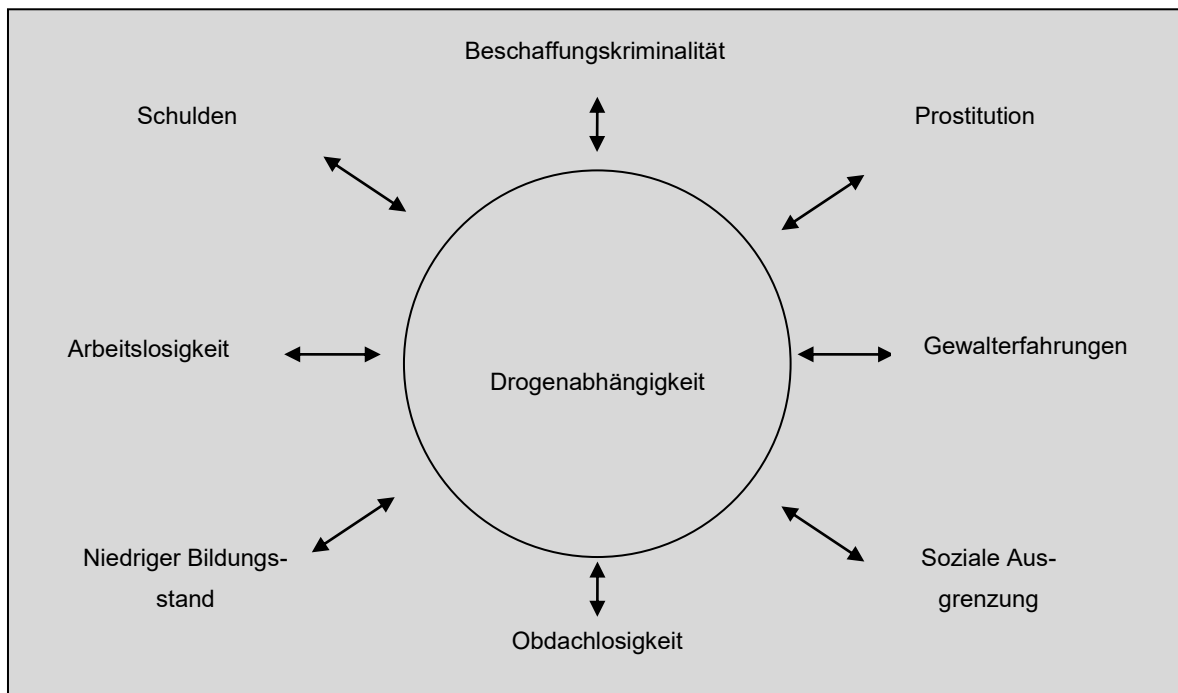 Beschaffungskriminalität
Schulden
Prostitution
Arbeitslosigkeit
Gewalterfahrungen
Drogenabhängigkeit
Niedriger Bildungs-
stand
Soziale Aus-
grenzung
Obdachlosigkeit